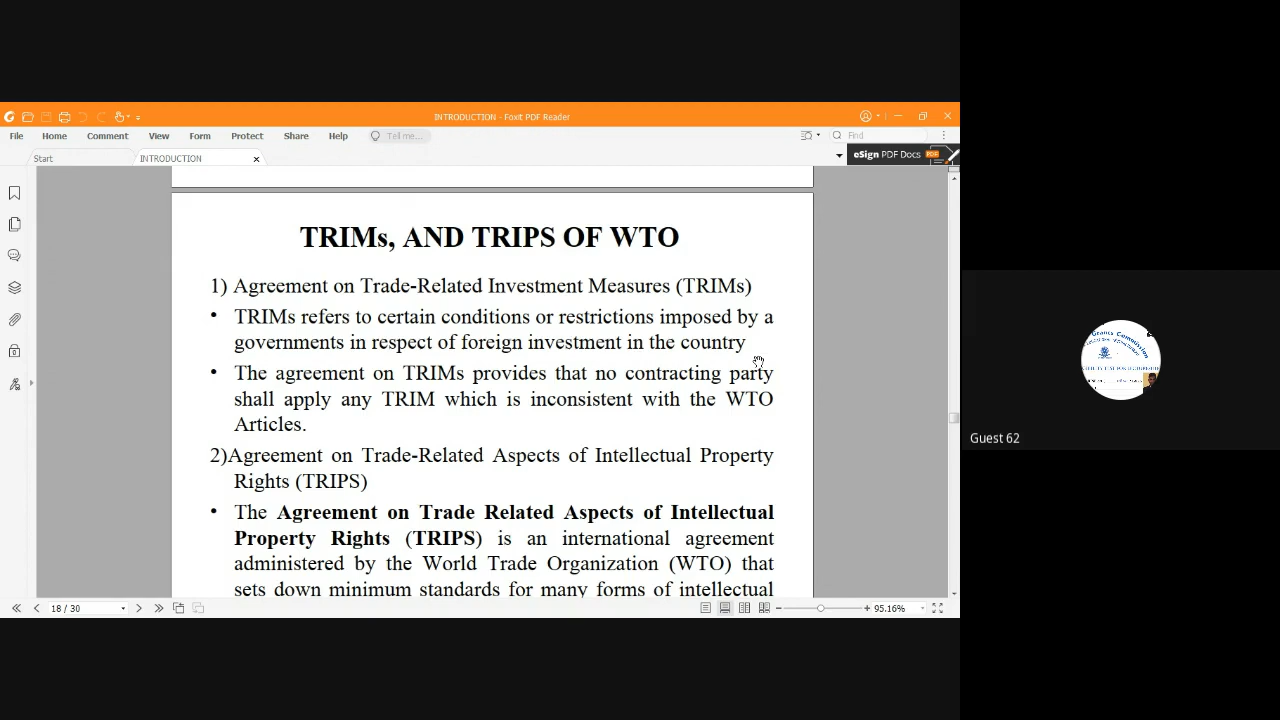 INTRODUCTION - Foxit PDF Reader
File Home Comment View Form Protect Share Help Tell me... Find
Start INTRODUCTION eSign PDF Docs
TRIMs, AND TRIPS OF WTO
1) Agreement on Trade-Related Investment Measures (TRIMs)
• TRIMs refers to certain conditions or restrictions imposed by a
governments in respect of foreign investment in the country
• The agreement on TRIMs provides that no contracting party
shall apply any TRIM which is inconsistent with the WTO
Articles.
2)Agreement on Trade-Related Aspects of Intellectual Property
Rights (TRIPS)
• The Agreement on Trade Related Aspects of Intellectual
Property Rights (TRIPS) is an international agreement
administered by the World Trade Organization (WTO) that
sets down minimum standards for many forms of intellectual
18 / 30 95.16%
Grants Commission
Guest 62